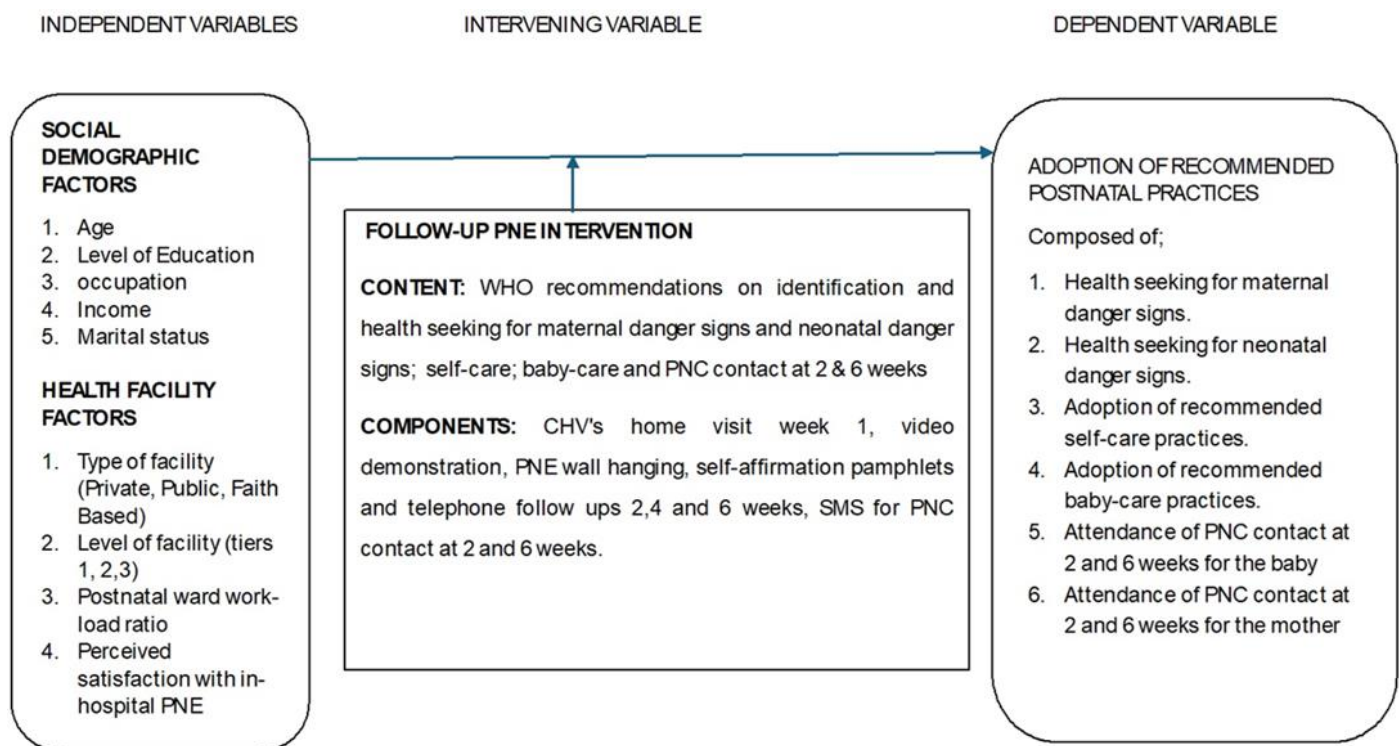 INDEPENDENT VARIABLES
INTERVENING VARIABLE
DEPENDENT VARIABLE
SOCIAL
DEMOGRAPHIC
FACTORS
1. Age
2. Level of Education
3. occupation
4. Income
5. Marital status
HEALTH FACILITY
FACTORS
1. Type of facility
(Private, Public, Faith
Based)
2. Level of facility (tiers
1, 2,3)
3. Postnatal ward work-
load ratio
4. Perceived
satisfaction with in-
hospital PNE
FOLLOW-UP PNE INTERVENTION
CONTENT: WHO recommendations on identification and
health seeking for maternal danger signs and neonatal danger
signs; self-care; baby-care and PNC contact at 2 & 6 weeks
COMPONENTS: CHV's home visit week 1, video
demonstration, PNE wall hanging, self-affirmation pamphlets
and telephone follow ups 2,4 and 6 weeks, SMS for PNC
contact at 2 and 6 weeks.
ADOPTION OF RECOMMENDED
POSTNATAL PRACTICES
Composed of;
1. Health seeking for maternal
danger signs.
2. Health seeking for neonatal
danger signs.
3. Adoption of recommended
self-care practices.
4. Adoption of recommended
baby-care practices.
5. Attendance of PNC contact at
2 and 6 weeks for the baby
6. Attendance of PNC contact at
2 and 6 weeks for the mother